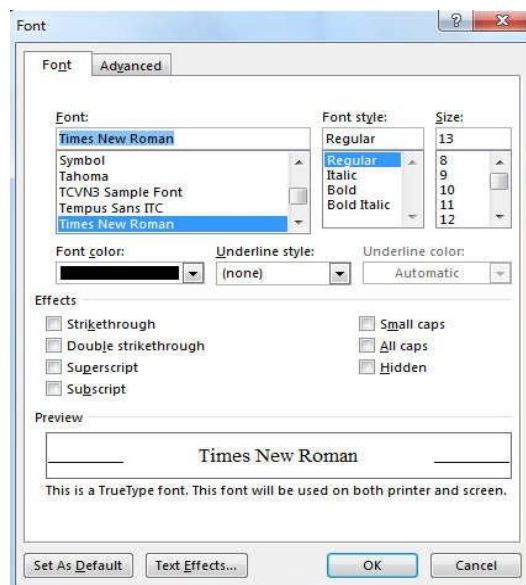 Font
?
Font Advanced
Font: Font style: Size:
Times New Roman Regular 13
Symbol Regular 8
Tahoma Italic 9
TCVN3 Sample Font Bold 10
Tempus Sans ITC Bold Italic 11
Times New Roman 12
Font color: Underline style: Underline color:
(none) Automatic
Effects
Strikethrough Small caps
Double strikethrough All caps
Superscript Hidden
Subscript
Preview
Times New Roman
This is a TrueType font. This font will be used on both printer and screen.
Set As Default Text Effects... OK Cancel